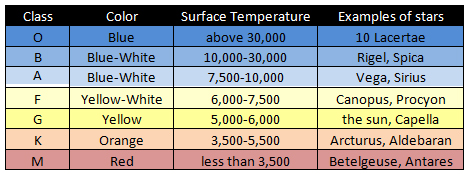 Class Color Surface Temperature Examples of stars
O Blue above 30,000 10 Lacertae
B Blue-White 10,000-30,000 Rigel, Spica
A Blue-White 7,500-10,000 Vega, Sirius
F Yellow-White 6,000-7,500 Canopus, Procyon
G Yellow 5,000-6,000 the sun, Capella
K Orange 3,500-5,500 Arcturus, Aldebaran
M Red less than 3,500 Betelgeuse, Antares